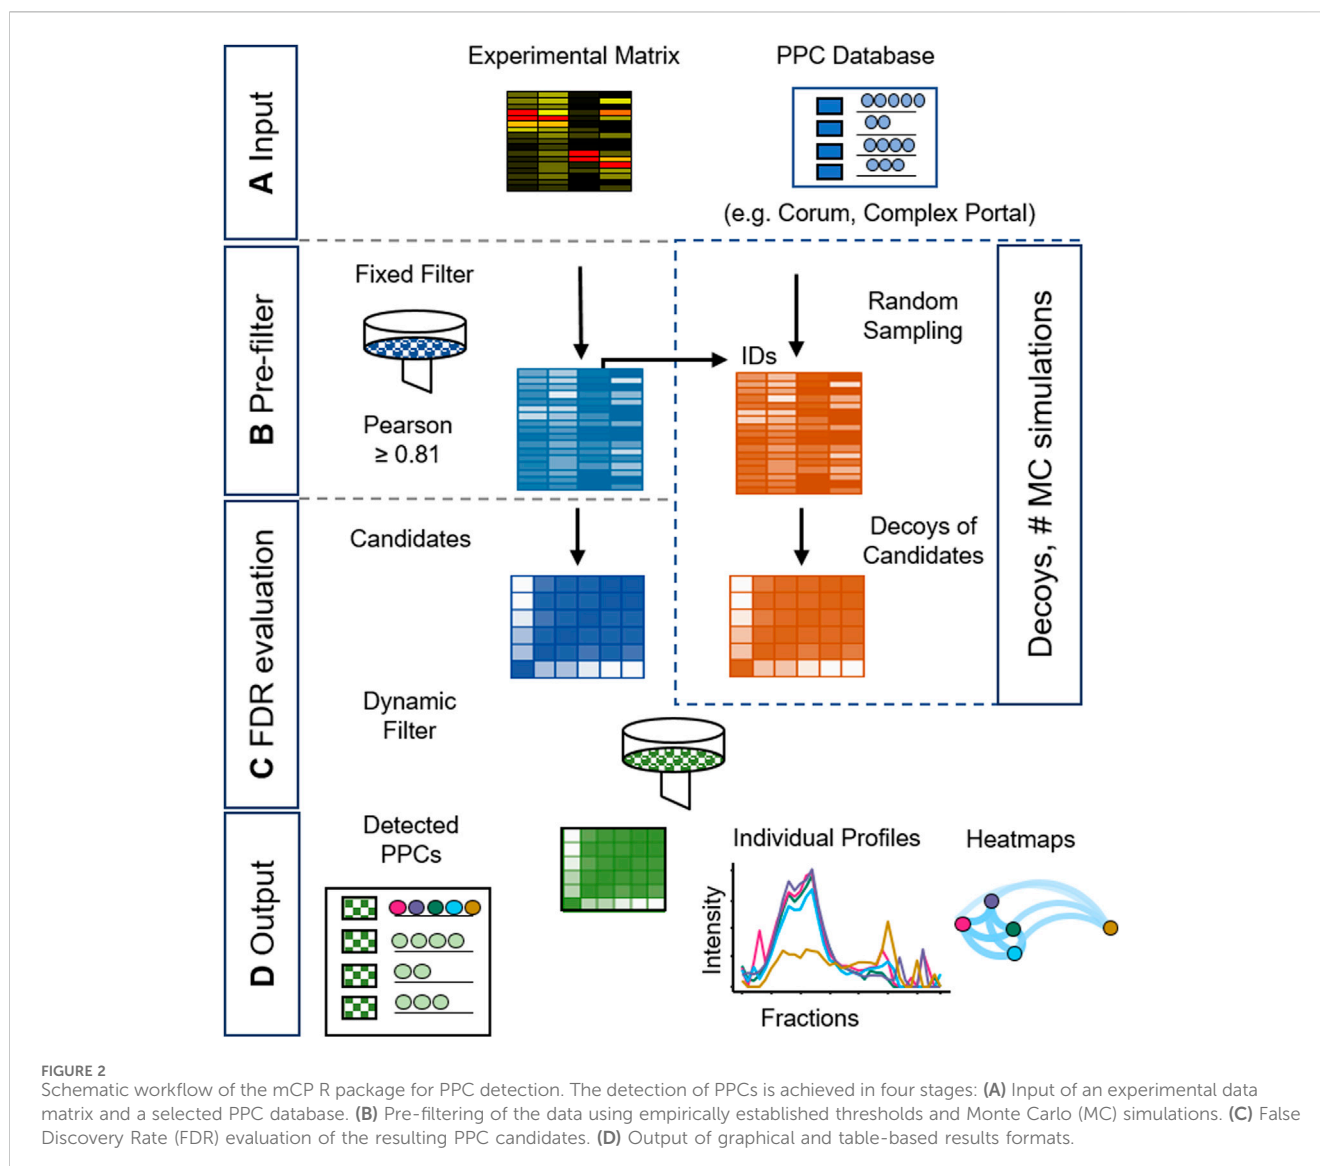 A Input
Experimental Matrix
PPC Database
(e.g. Corum, Complex Portal)
B Pre-filter
Fixed Filter
Pearson
≥ 0.81
IDs
Random
Sampling
Decoys, # MC simulations
C FDR evaluation
Candidates
Decoys of
Candidates
Dynamic
Filter
D Output
Detected
PPCs
Individual Profiles
Intensity
Fractions
Heatmaps
FIGURE 2
Schematic workflow of the mCP R package for PPC detection. The detection of PPCs is achieved in four stages: (A) Input of an experimental data
matrix and a selected PPC database. (B) Pre-filtering of the data using empirically established thresholds and Monte Carlo (MC) simulations. (C) False
Discovery Rate (FDR) evaluation of the resulting PPC candidates. (D) Output of graphical and table-based results formats.